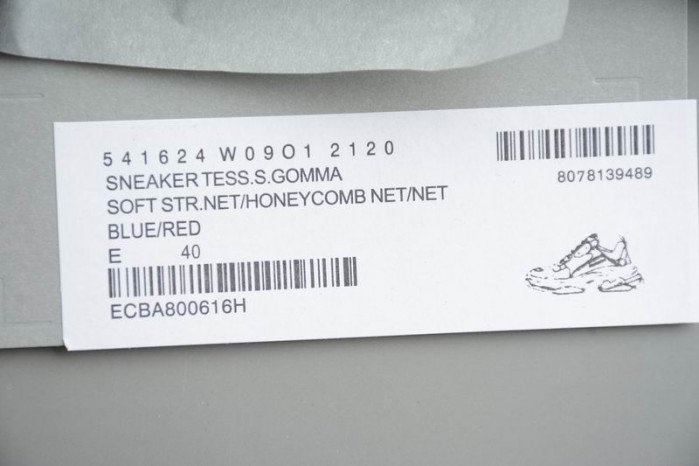 541624 W09O1 2120
SNEAKER TESS.S.GOMMA
SOFT STR.NET/HONEYCOMB NET/NET
BLUE/RED
E 40
ECBA800616H
8078139489